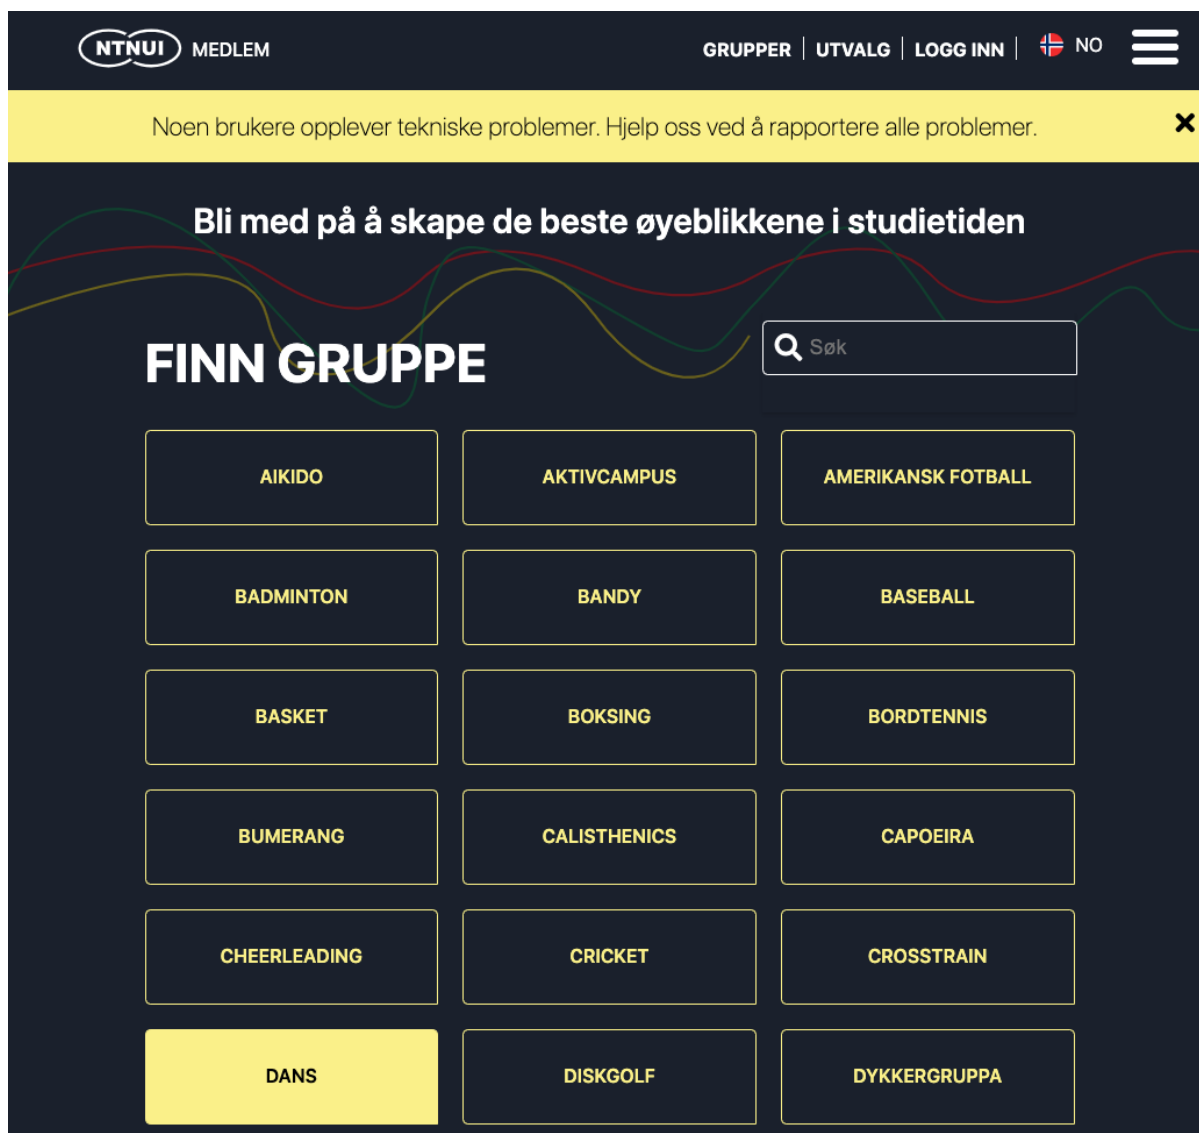 NTNUI MEDLEM GRUPPER | UTVALG | LOGG INN | NO
Noen brukere opplever tekniske problemer. Hjelp oss ved å rapportere alle problemer.
Bli med på å skape de beste øyeblikkene i studietiden
FINN GRUPPE
Søk
AIKIDO AKTIVCAMPUS AMERIKANSK FOTBALL
BADMINTON BANDY BASEBALL
BASKET BOKSING BORDTENNIS
BUMERANG CALISTHENICS CAPOEIRA
CHEERLEADING CRICKET CROSSTRAIN
DANS DISKGOLF DYKKERGRUPPA